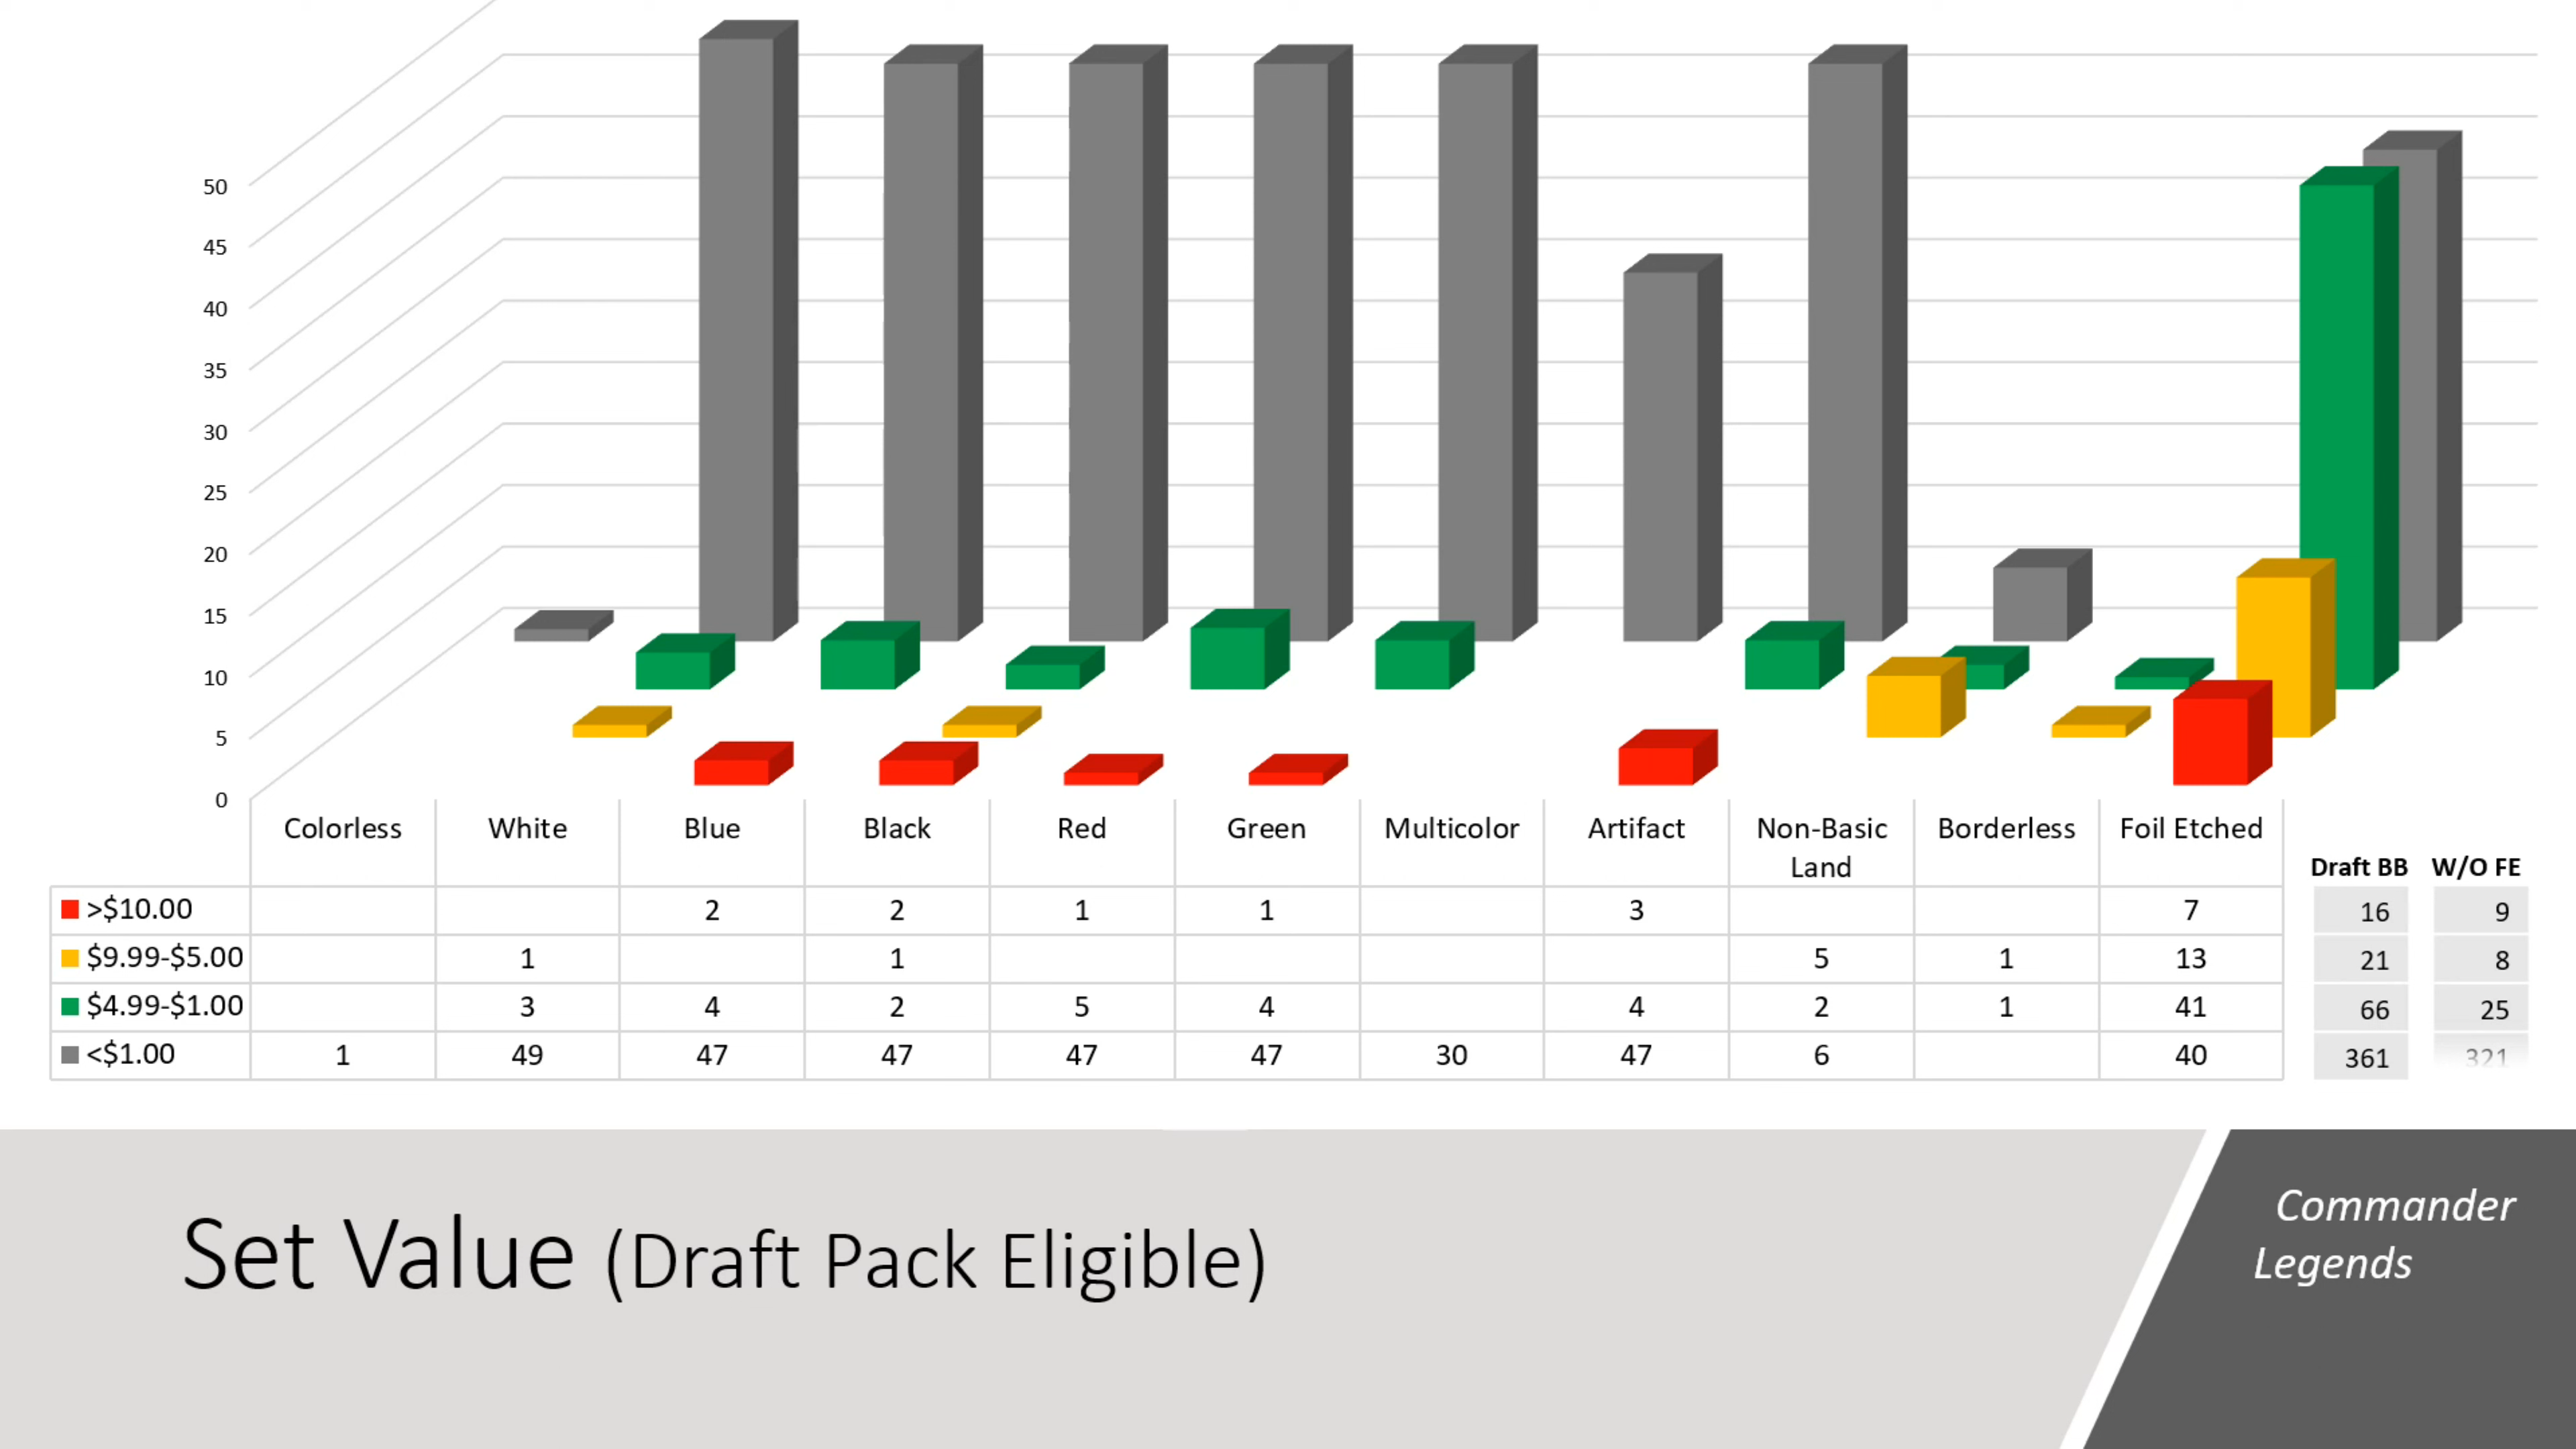 50
45
40
35
30
25
20
15
10
5
0
Colorless White Blue Black Red Green Multicolor Artifact Non-Basic Land Borderless Foil Etched
Draft BB W/O FE
>$10.00 2 2 1 1 3 7 16 9
$9.99-$5.00 1 1 5 1 13 21 8
$4.99-$1.00 3 4 2 5 4 4 2 1 41 66 25
<$1.00 1 49 47 47 47 47 30 47 6 40 361 321
Set Value (Draft Pack Eligible)
Commander
Legends